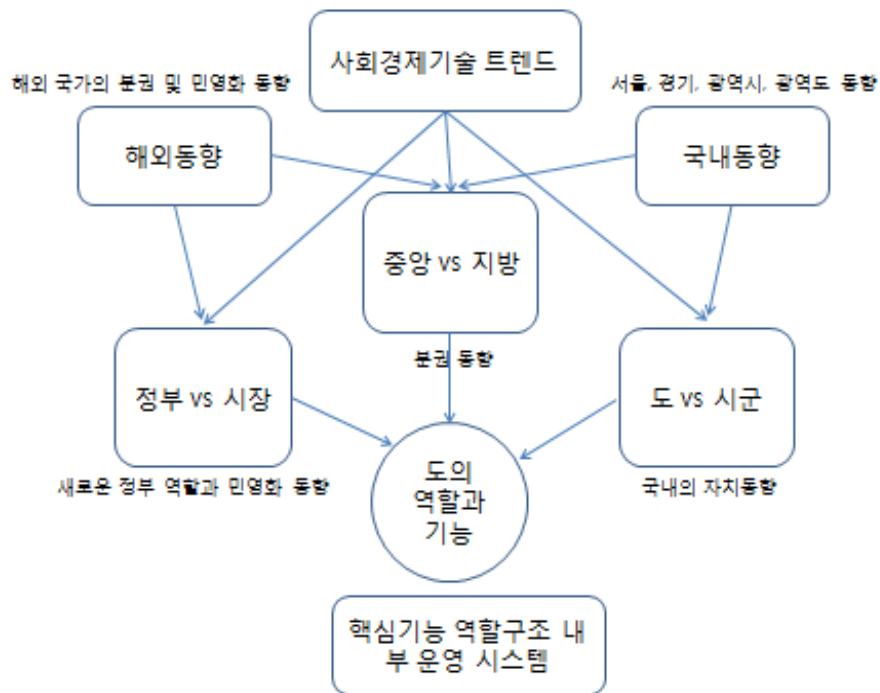 사회경제기술 트렌드
해외 국가의 분권 및 민영화 동향
서울, 경기, 광역시, 광역도 동향
해외동향
국내동향
중앙 vs 지방
분권 동향
정부 vs 시장
도 vs 시군
새로운 정부 역할과 민영화 동향
국내의 자치동향
도의
역할과
기능
핵심기능 역할구조 내
부 운영 시스템